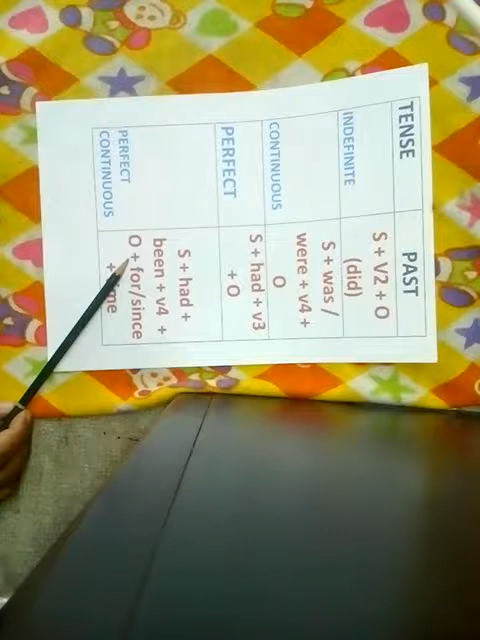 TENSE PAST
INDEFINITE S + V2 + O
(did)
CONTINUOUS S + was /
were + v4 +
O
PERFECT S + had + v3
+ O
PERFECT S + had +
CONTINUOUS been + v4 +
O + for/since
+